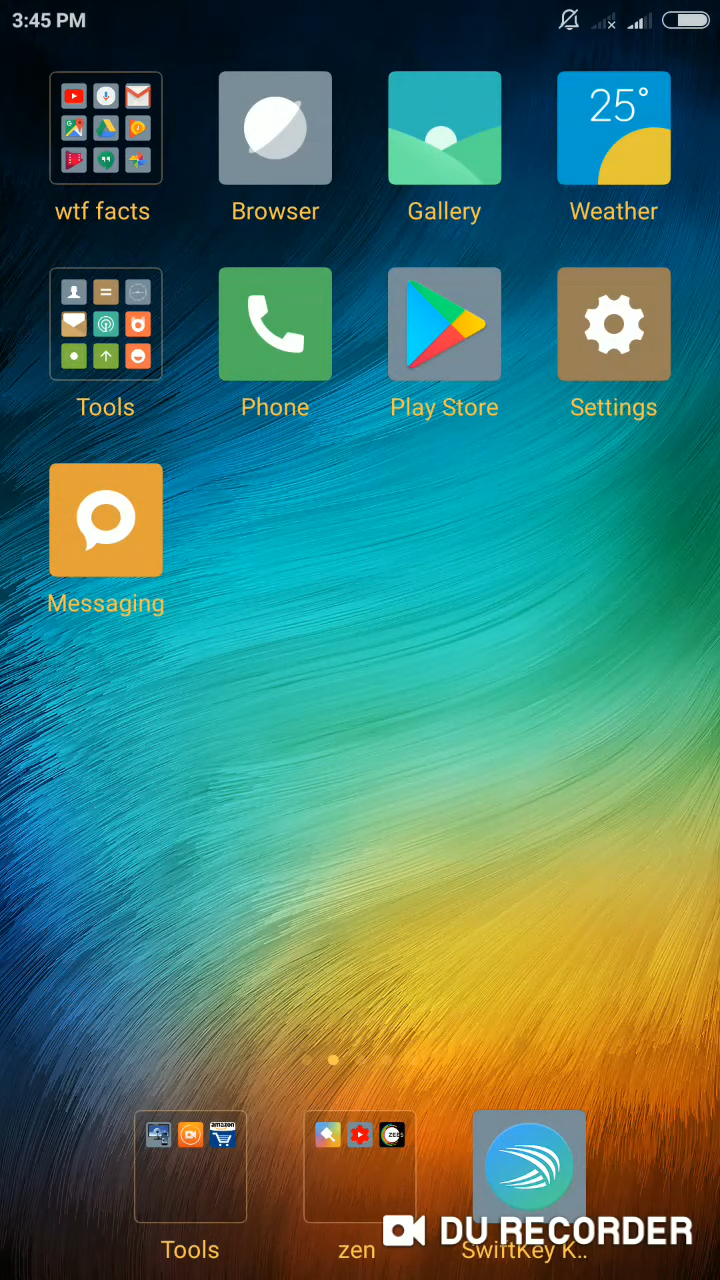 3:45 PM
25°
wtf facts
Browser
Gallery
Weather
Tools
Phone
Play Store
Settings
Messaging
amazon
ZEE
Tools
zen
SwiftKey K..
DU RECORDER